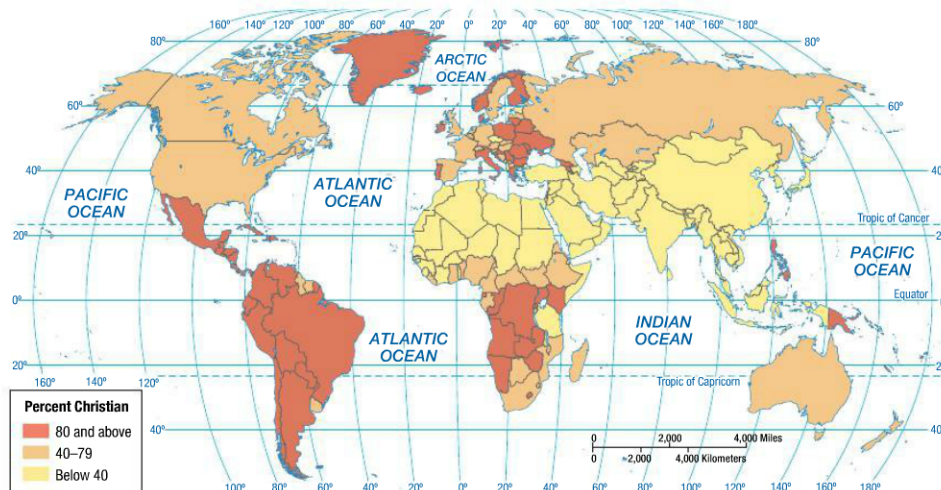 160° 140° 120° 100° 80° 60° 40° 20° 0° 20° 40° 60° 80° 100° 120° 140° 160° 180°
80°
ARCTIC
OCEAN
80°
60°
60°
40°
PACIFIC
OCEAN
ATLANTIC
OCEAN
40°
20°
Tropic of Cancer
PACIFIC
OCEAN
0°
Equator
0°
ATLANTIC
OCEAN
INDIAN
OCEAN
20°
Tropic of Capricorn
160° 140° 120°
Percent Christian
80 and above
40–79
Below 40
40°
0 2,000 4,000 Miles
0 2,000 4,000 Kilometers
40
100° 80° 60° 40° 20° 0° 20° 40° 60° 80° 100° 120° 140° 160° 180°